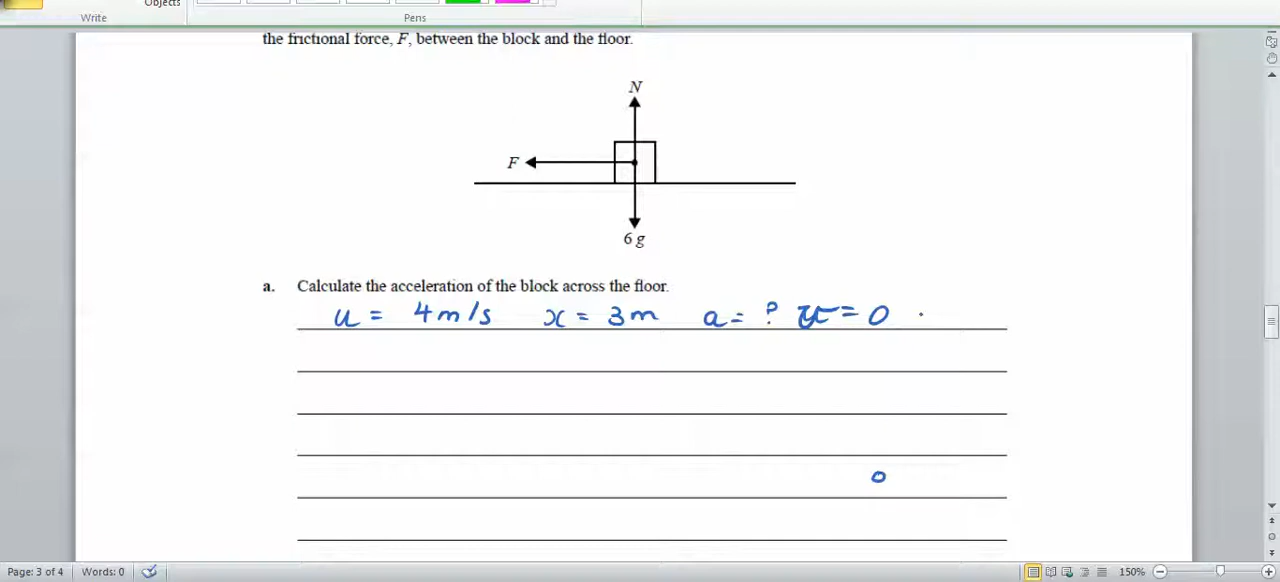 Objects
Write
Pens
the frictional force, F, between the block and the floor.
N
F
6 g
a. Calculate the acceleration of the block across the floor.
u = 4 m/s x = 3 m a = ? v = 0
Page: 3 of 4 Words: 0 150%